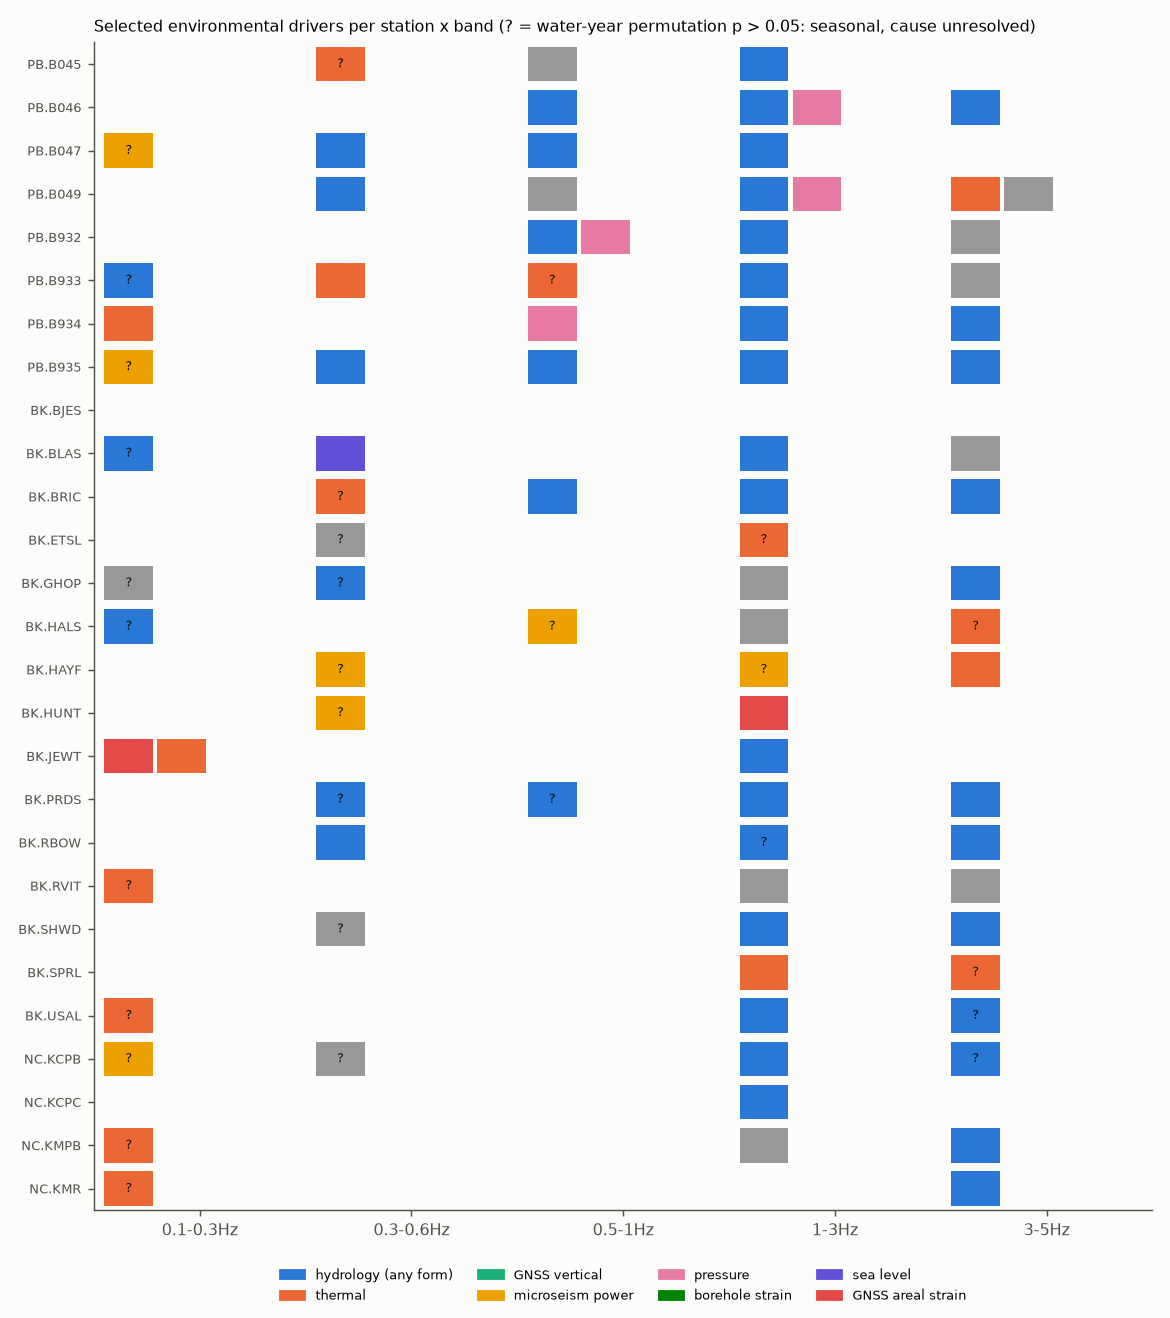 Selected environmental drivers per station x band (? = water-year permutation p > 0.05: seasonal, cause unresolved)
PB.B045 ?
PB.B046
PB.B047 ?
PB.B049
PB.B932
PB.B933 ? ?
PB.B934
PB.B935 ?
BK.BJES
BK.BLAS ?
BK.BRIC ?
BK.ETSL ? ?
BK.GHOP ? ?
BK.HALS ? ? ?
BK.HAYF ? ?
BK.HUNT ?
BK.JEWT
BK.PRDS ? ?
BK.RBOW ?
BK.RVIT ?
BK.SHWD ?
BK.SPRL ?
BK.USAL ? ?
NC.KCPB ? ? ?
NC.KCPC
NC.KMPB ?
NC.KMR ?
0.1-0.3Hz 0.3-0.6Hz 0.5-1Hz 1-3Hz 3-5Hz
hydrology (any form) GNSS vertical pressure sea level
thermal microseism power borehole strain GNSS areal strain